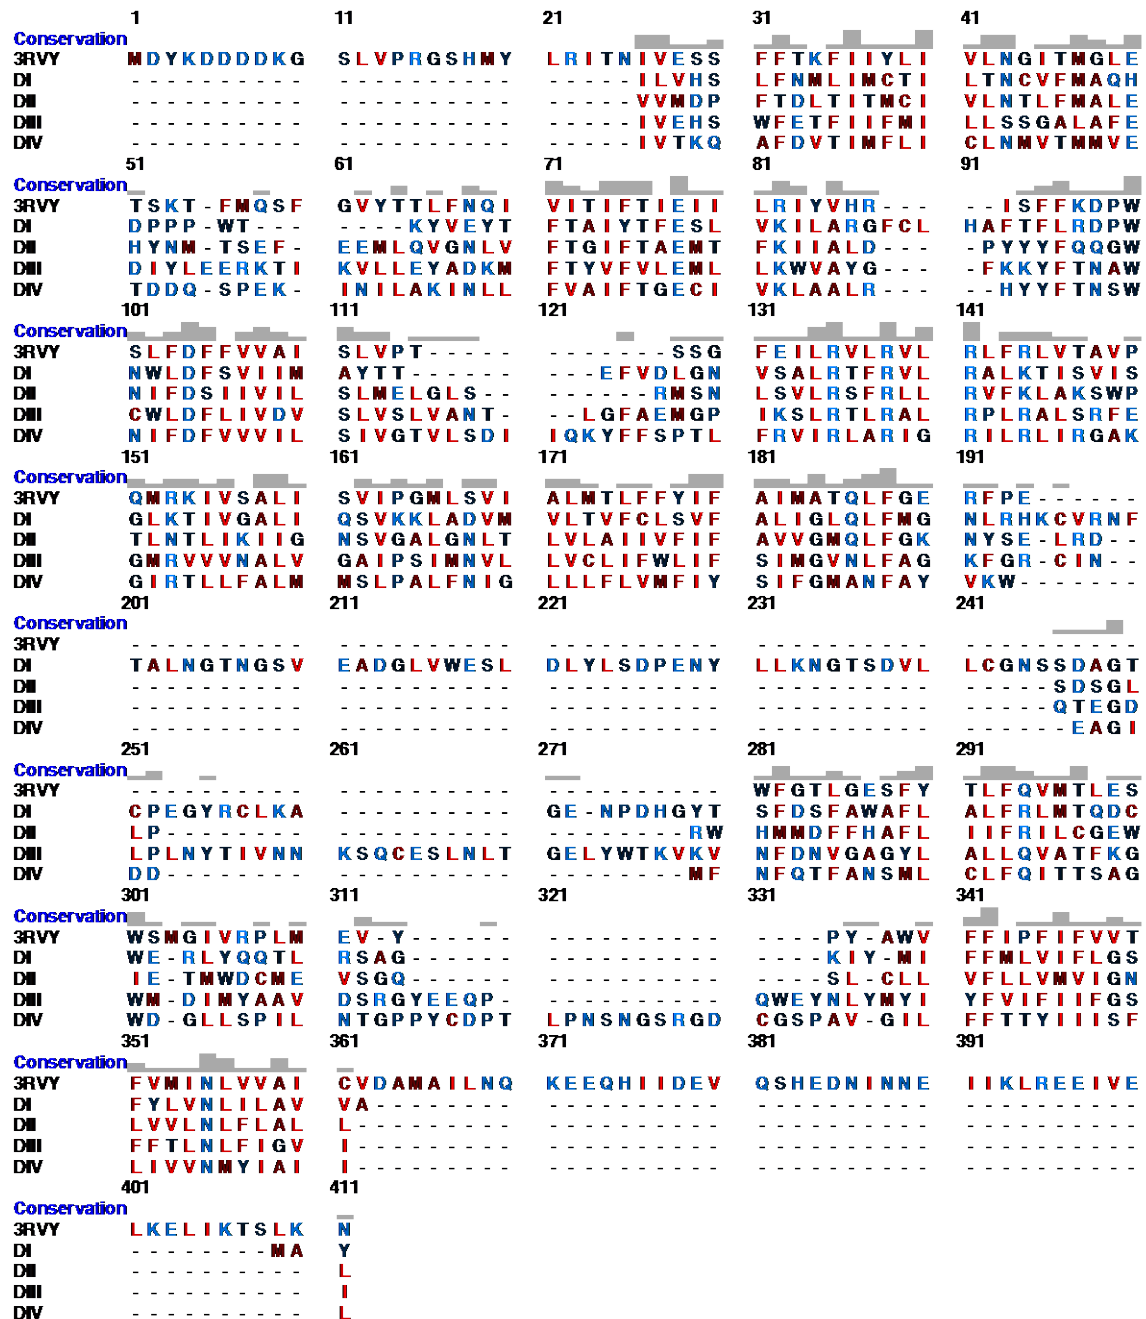 1 11 21 31 41
Conservation
3RVY MDYKDDDDKG SLVPRGSHMY LRITNIVESS FFTKFIIYLI VLNGITMGLE
DI - - - - - - - - - - - - - - - - - - - - - - - - - ILVHS LFNMLIMCTI LTNCVFMAQH
DII - - - - - - - - - - - - - - - - - - - - - - - - - VVMDP FTDLTITMCI VLNTLFMALE
DIII - - - - - - - - - - - - - - - - - - - - - - - - - IVEHS WFETFIIFMI LLSSGALAFE
DIV - - - - - - - - - - - - - - - - - - - - - - - - - IVTKQ AFDVTIMFLI CLNMVTMMVE
51 61 71 81 91
Conservation
3RVY TSKT-FMQSF GVYTTLFNQI VITIFTIEII LRIYVHR--- --ISFFKDPW
DI DPPP-WT--- ----KYVEYT FTAIYTFESL VKILARGFCL HAFTFLRDPW
DII HYNM-TSEF- EEMLQVGNLV FTGIFTAEMT FKIIALD--- -PYYYFQQGW
DIII DIYLEERKTI KVLLEYADKM FTYVFVLEML LKWVAYG--- -FKKYFTNAW
DIV TDDQ-SPEK- INILAKINLL FVAIFTGECI VKLAALR--- --HYYFTNSW
101 111 121 131 141
Conservation
3RVY SLFDFFVVAI SLVPT----- -------SSG FEILRVLRVL RLFRLVTAVP
DI NWLDFSVIIM AYTT------ ---EFVDLGN VSALRTFRVL RALKTISVIS
DII NIFDSIIVIL SLMELGLS-- ------RMSN LSVLRSFRLL RVFKLAKSWP
DIII CWLDFLIVDV SLVSLVANT- --LGFAEMGP IKSLRTLRAL RPLRALSRFE
DIV NIFDFVVVIL SIVGTVLSDI IQKYFFSPTL FRVIRLARIG RILRLIRGAK
151 161 171 181 191
Conservation
3RVY QMRKIVSALI SVIPGMLSVI ALMTLFFYIF AIMATQLFGE RFPE------
DI GLKTIVGALI QSVKKLADVM VLTVFCLSVF ALIGLQLFMG NLRHKCVRNF
DII TLNTLIKIIG NSVGALGNLT LVLAIIVFIF AVVGMQLFGK NYSE-LRD--
DIII GMRVVVNALV GAIPSIMNVL LVCLIFWLIF SIMGVNLFAG KFGR-CIN--
DIV GIRTLLFALM MSLPALFNIG LLLFLVMFIY SIFGMANFAY VKW-------
201 211 221 231 241
Conservation
3RVY ---------- ---------- ---------- ---------- ----------
DI TALNGTNGSV EADGLVWESL DLYLSDPENY LLKNGTSDVL LCGNSSDAGT
DII ---------- ---------- ---------- ---------- -----SDSGL
DIII ---------- ---------- ---------- ---------- -----QTEGD
DIV ---------- ---------- ---------- ---------- ------EAGI
251 261 271 281 291
Conservation
3RVY ---------- ---------- ---------- WFGTLGESFY TLFQVMTLES
DI CPEGYRCLKA ---------- GE-NPDHGYT SFDSFAWAFL ALFRLMTQDC
DII LP-------- ---------- --------RW HMMDFFHAFL IIFRILCGEW
DIII LPLNYTIVNN KSQCESLNLT GELYWTKVKV NFDNVGAGYL ALLQVATFKG
DIV DD-------- ---------- --------MF NFQTFANSML CLFQITTSAG
301 311 321 331 341
Conservation
3RVY WSMGIVRPLM EV-Y------ ---------- ----PY-AWV FFIPFIFVVT
DI WE-RLYQQTL RSAG------ ---------- ----KIY-MI FFMLVIFLGS
DII IE-TMWDCME VSGQ------ ---------- ----SL-CLL VFLLVMVIGN
DIII WM-DIMYAAV DSRGYEEQP- ---------- QWEYNLYMYI YFVIFIIFGS
DIV WD-GLLSPIL NTGPPYCDPT LPNSNGSRGD CGSPAV-GIL FFTTYIIISF
351 361 371 381 391
Conservation
3RVY FVMINLVVAI CVDAMAILNQ KEEQHIIDEV QSHEDNINNE IIKLREEIVE
DI FYLVNLILAV VA-------- ---------- ---------- ----------
DII LVVLNLFLAL L--------- ---------- ---------- ----------
DIII FFTLNLFIGV I--------- ---------- ---------- ----------
DIV LIVVNMYIAI I--------- ---------- ---------- ----------
401 411
Conservation
3RVY LKELIKTSLK N
DI --------MA Y
DII ---------- L
DIII ---------- I
DIV ---------- L